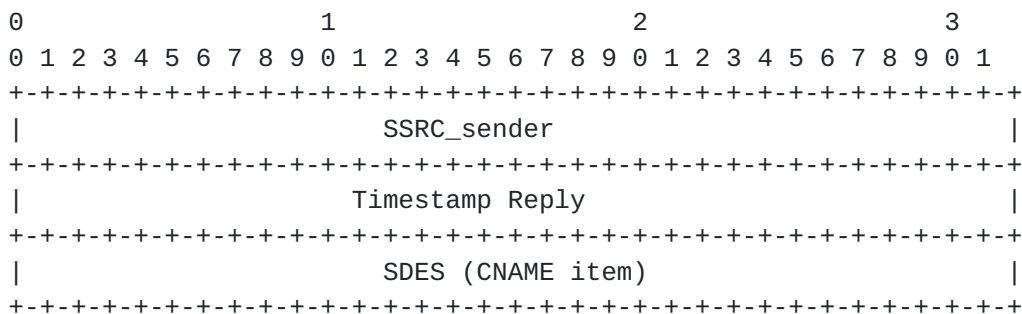 0                   1                   2                   3
0 1 2 3 4 5 6 7 8 9 0 1 2 3 4 5 6 7 8 9 0 1 2 3 4 5 6 7 8 9 0 1
+-+-+-+-+-+-+-+-+-+-+-+-+-+-+-+-+-+-+-+-+-+-+-+-+-+-+-+-+-+-+-+-+
|                       SSRC_sender                             |
+-+-+-+-+-+-+-+-+-+-+-+-+-+-+-+-+-+-+-+-+-+-+-+-+-+-+-+-+-+-+-+-+
|                     Timestamp Reply                           |
+-+-+-+-+-+-+-+-+-+-+-+-+-+-+-+-+-+-+-+-+-+-+-+-+-+-+-+-+-+-+-+-+
|                       SDES (CNAME item)                       |
+-+-+-+-+-+-+-+-+-+-+-+-+-+-+-+-+-+-+-+-+-+-+-+-+-+-+-+-+-+-+-+-+